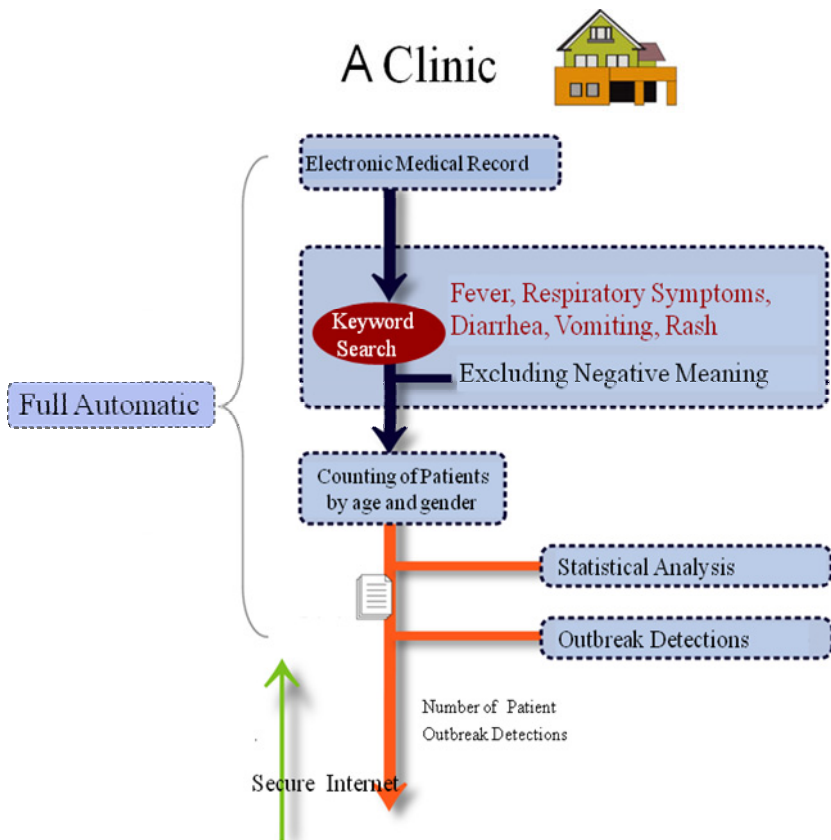 A Clinic
Electronic Medical Record
Fever, Respiratory Symptoms,
Diarrhea, Vomiting, Rash
Keyword
Search
Excluding Negative Meaning
Full Automatic
Counting of Patients
by age and gender
Statistical Analysis
Outbreak Detections
Number of Patient
Outbreak Detections
Secure Internet